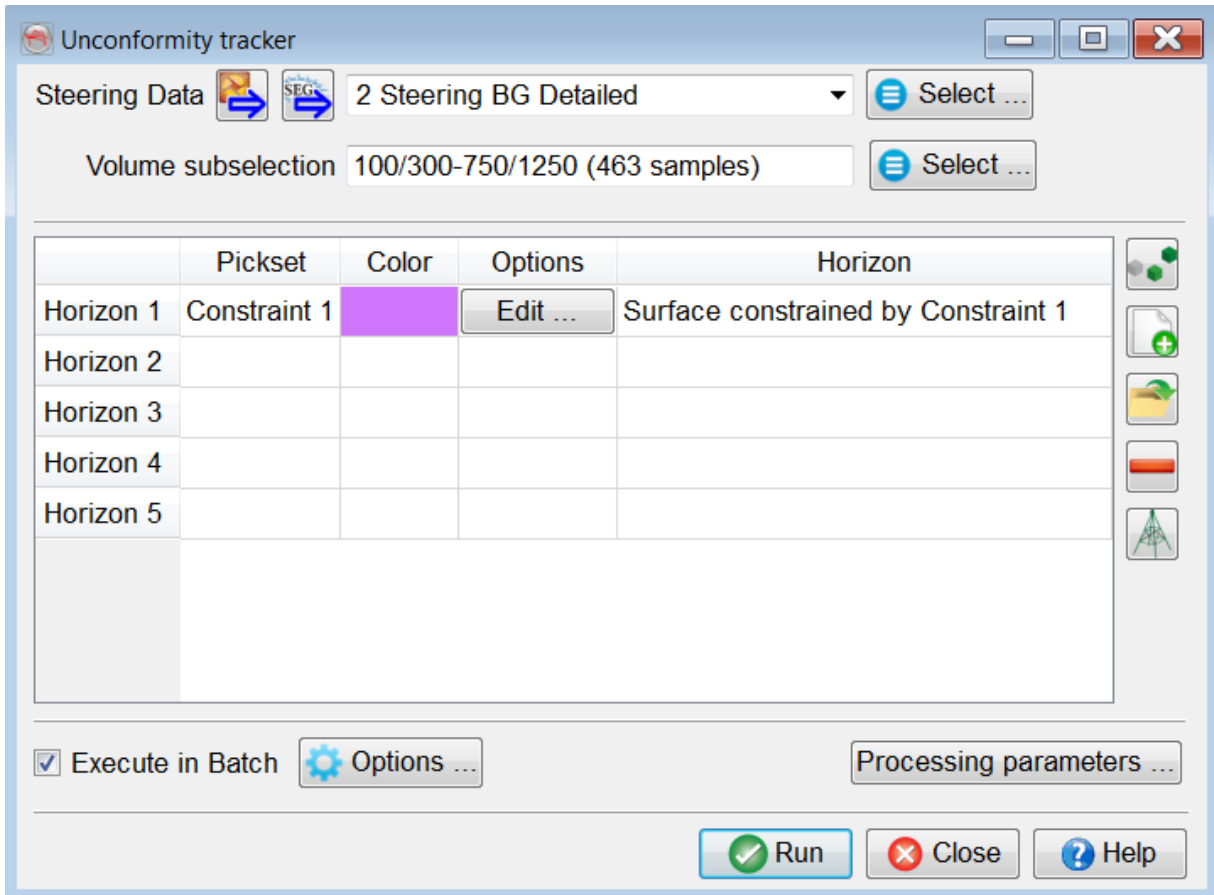 Unconformity tracker
Steering Data SEG 2 Steering BG Detailed Select ...
Volume subselection 100/300-750/1250 (463 samples) Select ...
Pickset Color Options Horizon
Horizon 1 Constraint 1 Edit ... Surface constrained by Constraint 1
Horizon 2
Horizon 3
Horizon 4
Horizon 5
Execute in Batch Options ... Processing parameters ...
Run Close Help